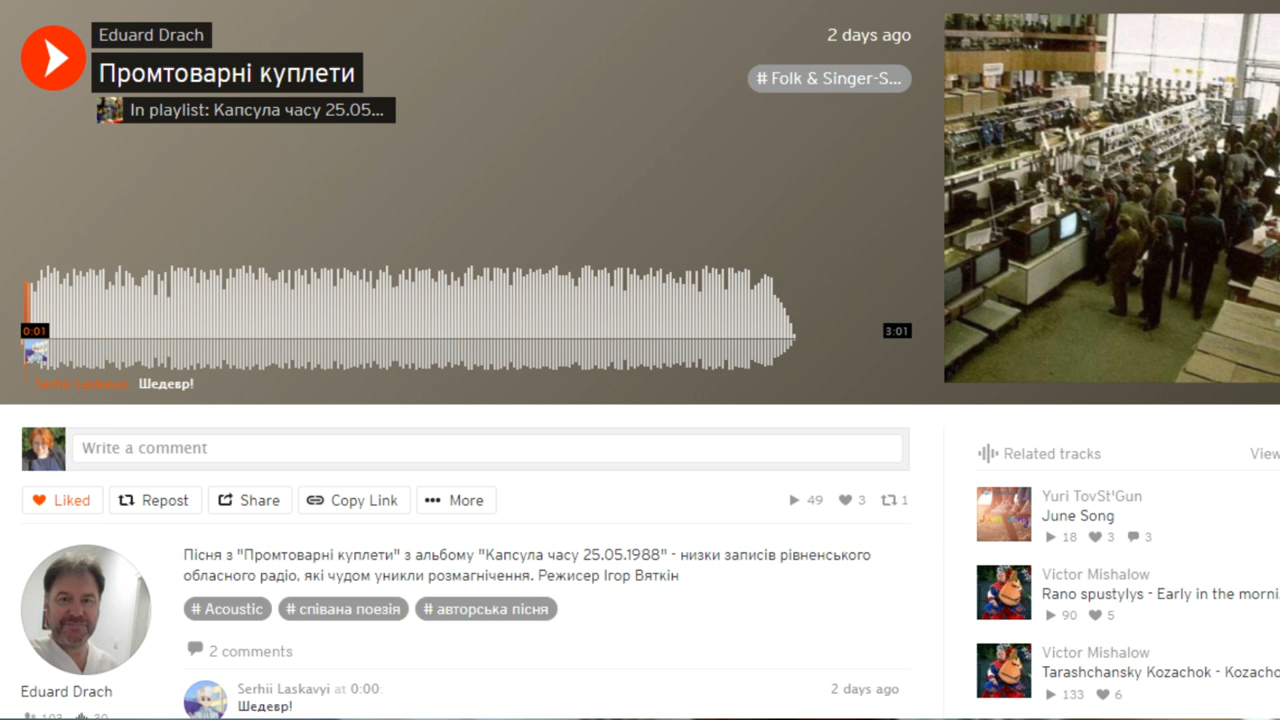 Eduard Drach
Промтоварні куплети
In playlist: Капсула часу 25.05...
2 days ago
# Folk & Singer-S...
0:01
3:01
Serhii Laskavyi Шедевр!
Write a comment
Liked Repost Share Copy Link More
49 3 1
Пісня з "Промтоварні куплети" з альбому "Капсула часу 25.05.1988" - низки записів рівненського
обласного радіо, які чудом уникли розмагнічення. Режисер Ігор Вяткін
# Acoustic # співана поезія # авторська пісня
2 comments
Eduard Drach
Serhii Laskavyi at 0:00:
2 days ago
Шедевр!
Related tracks
View
Yuri TovSt'Gun
June Song
18 3 3
Victor Mishalow
Rano spustylys - Early in the morni.
90 5
Victor Mishalow
Tarashchansky Kozachok - Kozacho
133 6